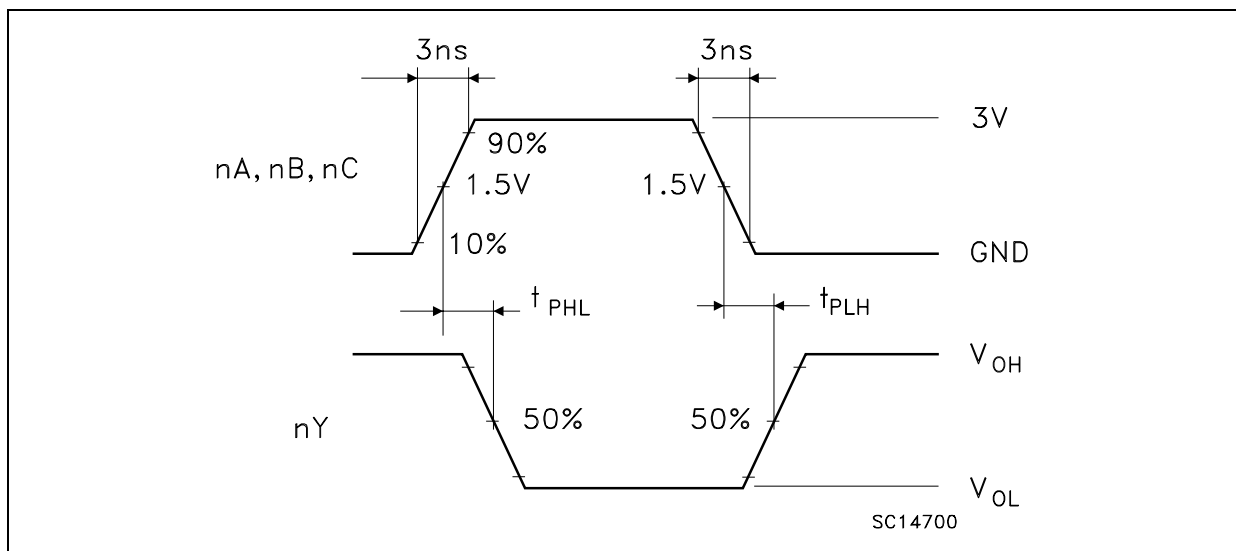 3ns 3ns
3V
90%
nA, nB, nC
1.5V 1.5V
10%
GND
t PHL tPLH
VOH
50% 50%
nY
VOL
SC14700